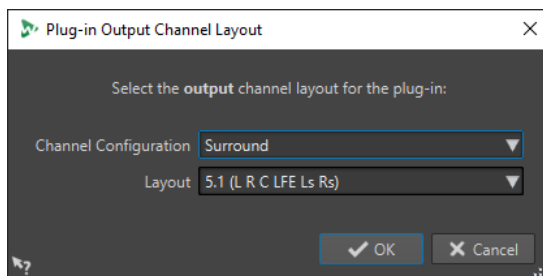 Plug-in Output Channel Layout
Select the output channel layout for the plug-in:
Channel Configuration Surround
Layout 5.1 (L R C LFE Ls Rs)
OK Cancel
?